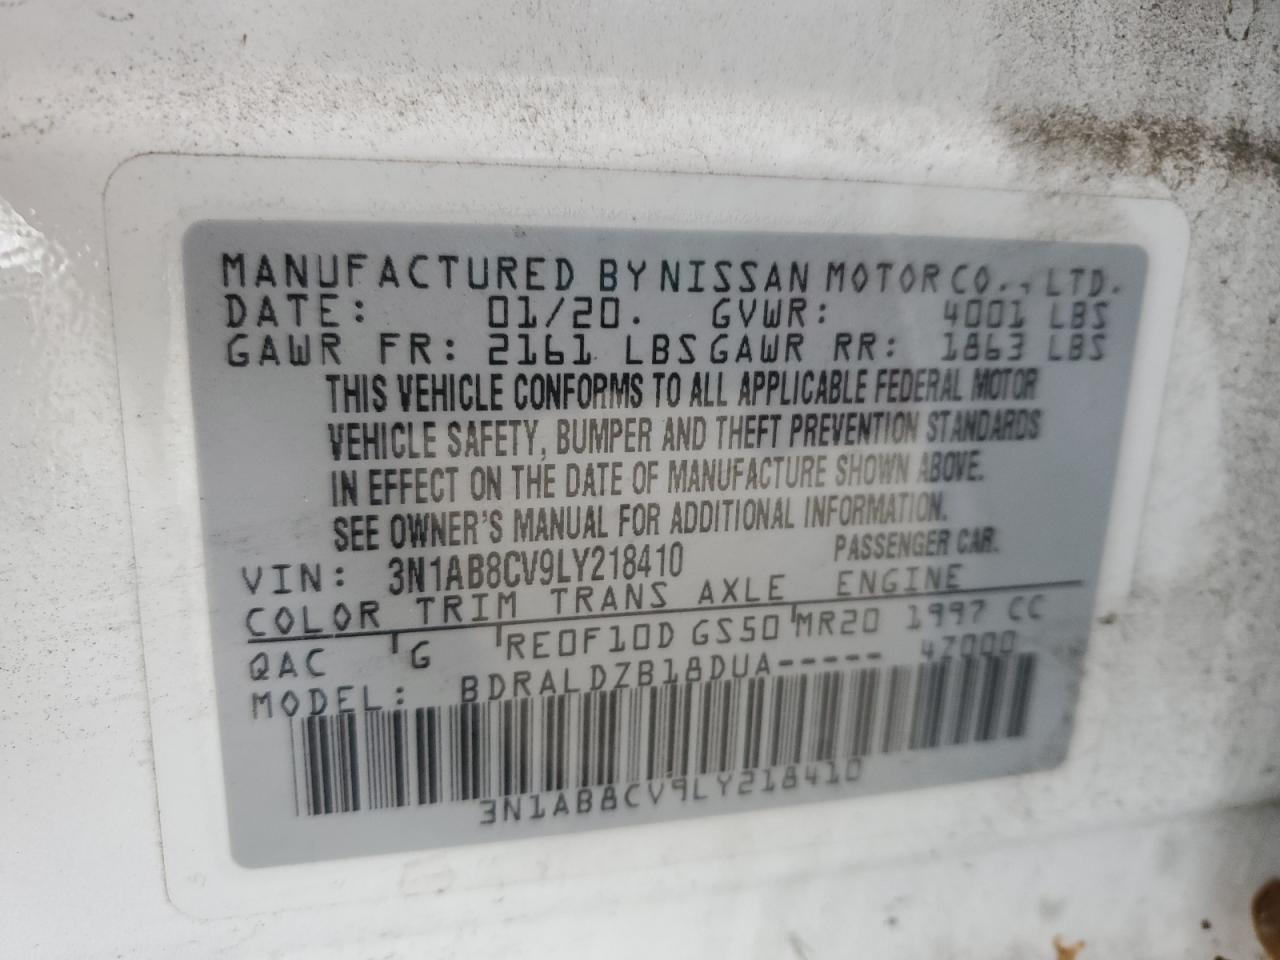 MANUFACTURED BY NISSAN MOTOR CO., LTD.
DATE: 01/20. GVWR: 4001 LBS
GAWR FR: 2161 LBS GAWR RR: 1863 LBS
THIS VEHICLE CONFORMS TO ALL APPLICABLE FEDERAL MOTOR
VEHICLE SAFETY, BUMPER AND THEFT PREVENTION STANDARDS
IN EFFECT ON THE DATE OF MANUFACTURE SHOWN ABOVE.
SEE OWNER'S MANUAL FOR ADDITIONAL INFORMATION.
VIN: 3N1AB8CV9LY218410 PASSENGER CAR.
COLOR TRIM TRANS AXLE ENGINE
QAC G RE0F10D GS50 MR20 1997 CC
MODEL: BDRALDZB18DUA----- 47000
3N1AB8CV9LY218410